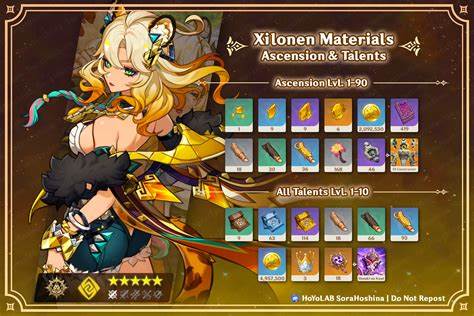 Xilonen Materials
Ascension & Talents
Ascension LvL 1-90
1 9 9 6 2,092,530 419
18 30 36 168 46
All Talents LvL 1-10
9 63 114 18 66 93
4,957,500 3 18
HoYoLAB SoraHoshina | Do Not Repost